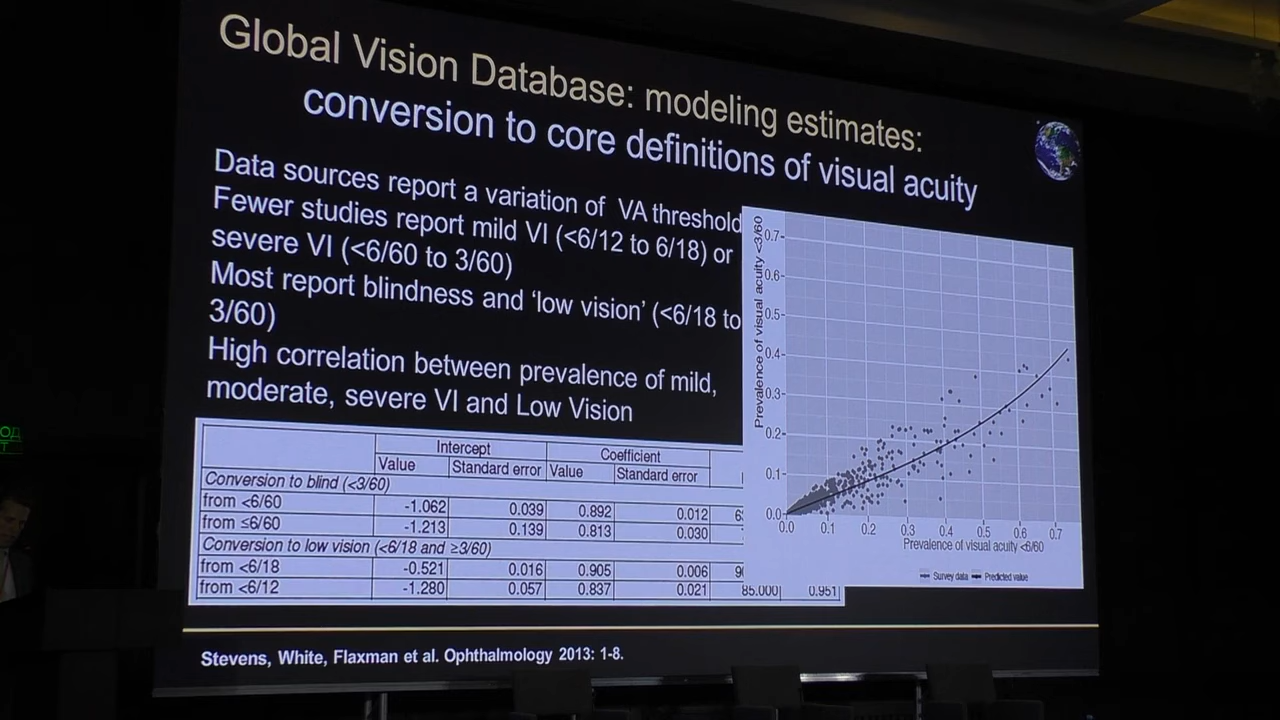 Global Vision Database: modeling estimates:
conversion to core definitions of visual acuity
Data sources report a variation of VA threshold
Fewer studies report mild VI (<6/12 to 6/18) or
severe VI (<6/60 to 3/60)
Most report blindness and ‘low vision’ (<6/18 to
3/60)
High correlation between prevalence of mild,
moderate, severe VI and Low Vision
Intercept Coefficient
Value Standard error Value Standard error
Conversion to blind (<3/60)
from <6/60 -1.062 0.039 0.892 0.012
from ≤6/60 -1.213 0.139 0.813 0.030
Conversion to low vision (<6/18 and ≥3/60)
from <6/18 -0.521 0.016 0.905 0.006
from <6/12 -1.280 0.057 0.837 0.021 85.000 0.951
Prevalence of visual acuity <3/60
0.7
0.6
0.5
0.4
0.3
0.2
0.1
0.0
0.0 0.1 0.2 0.3 0.4 0.5 0.6 0.7
Prevalence of visual acuity <6/60
Survey data Predicted value
Stevens, White, Flaxman et al. Ophthalmology 2013: 1-8.